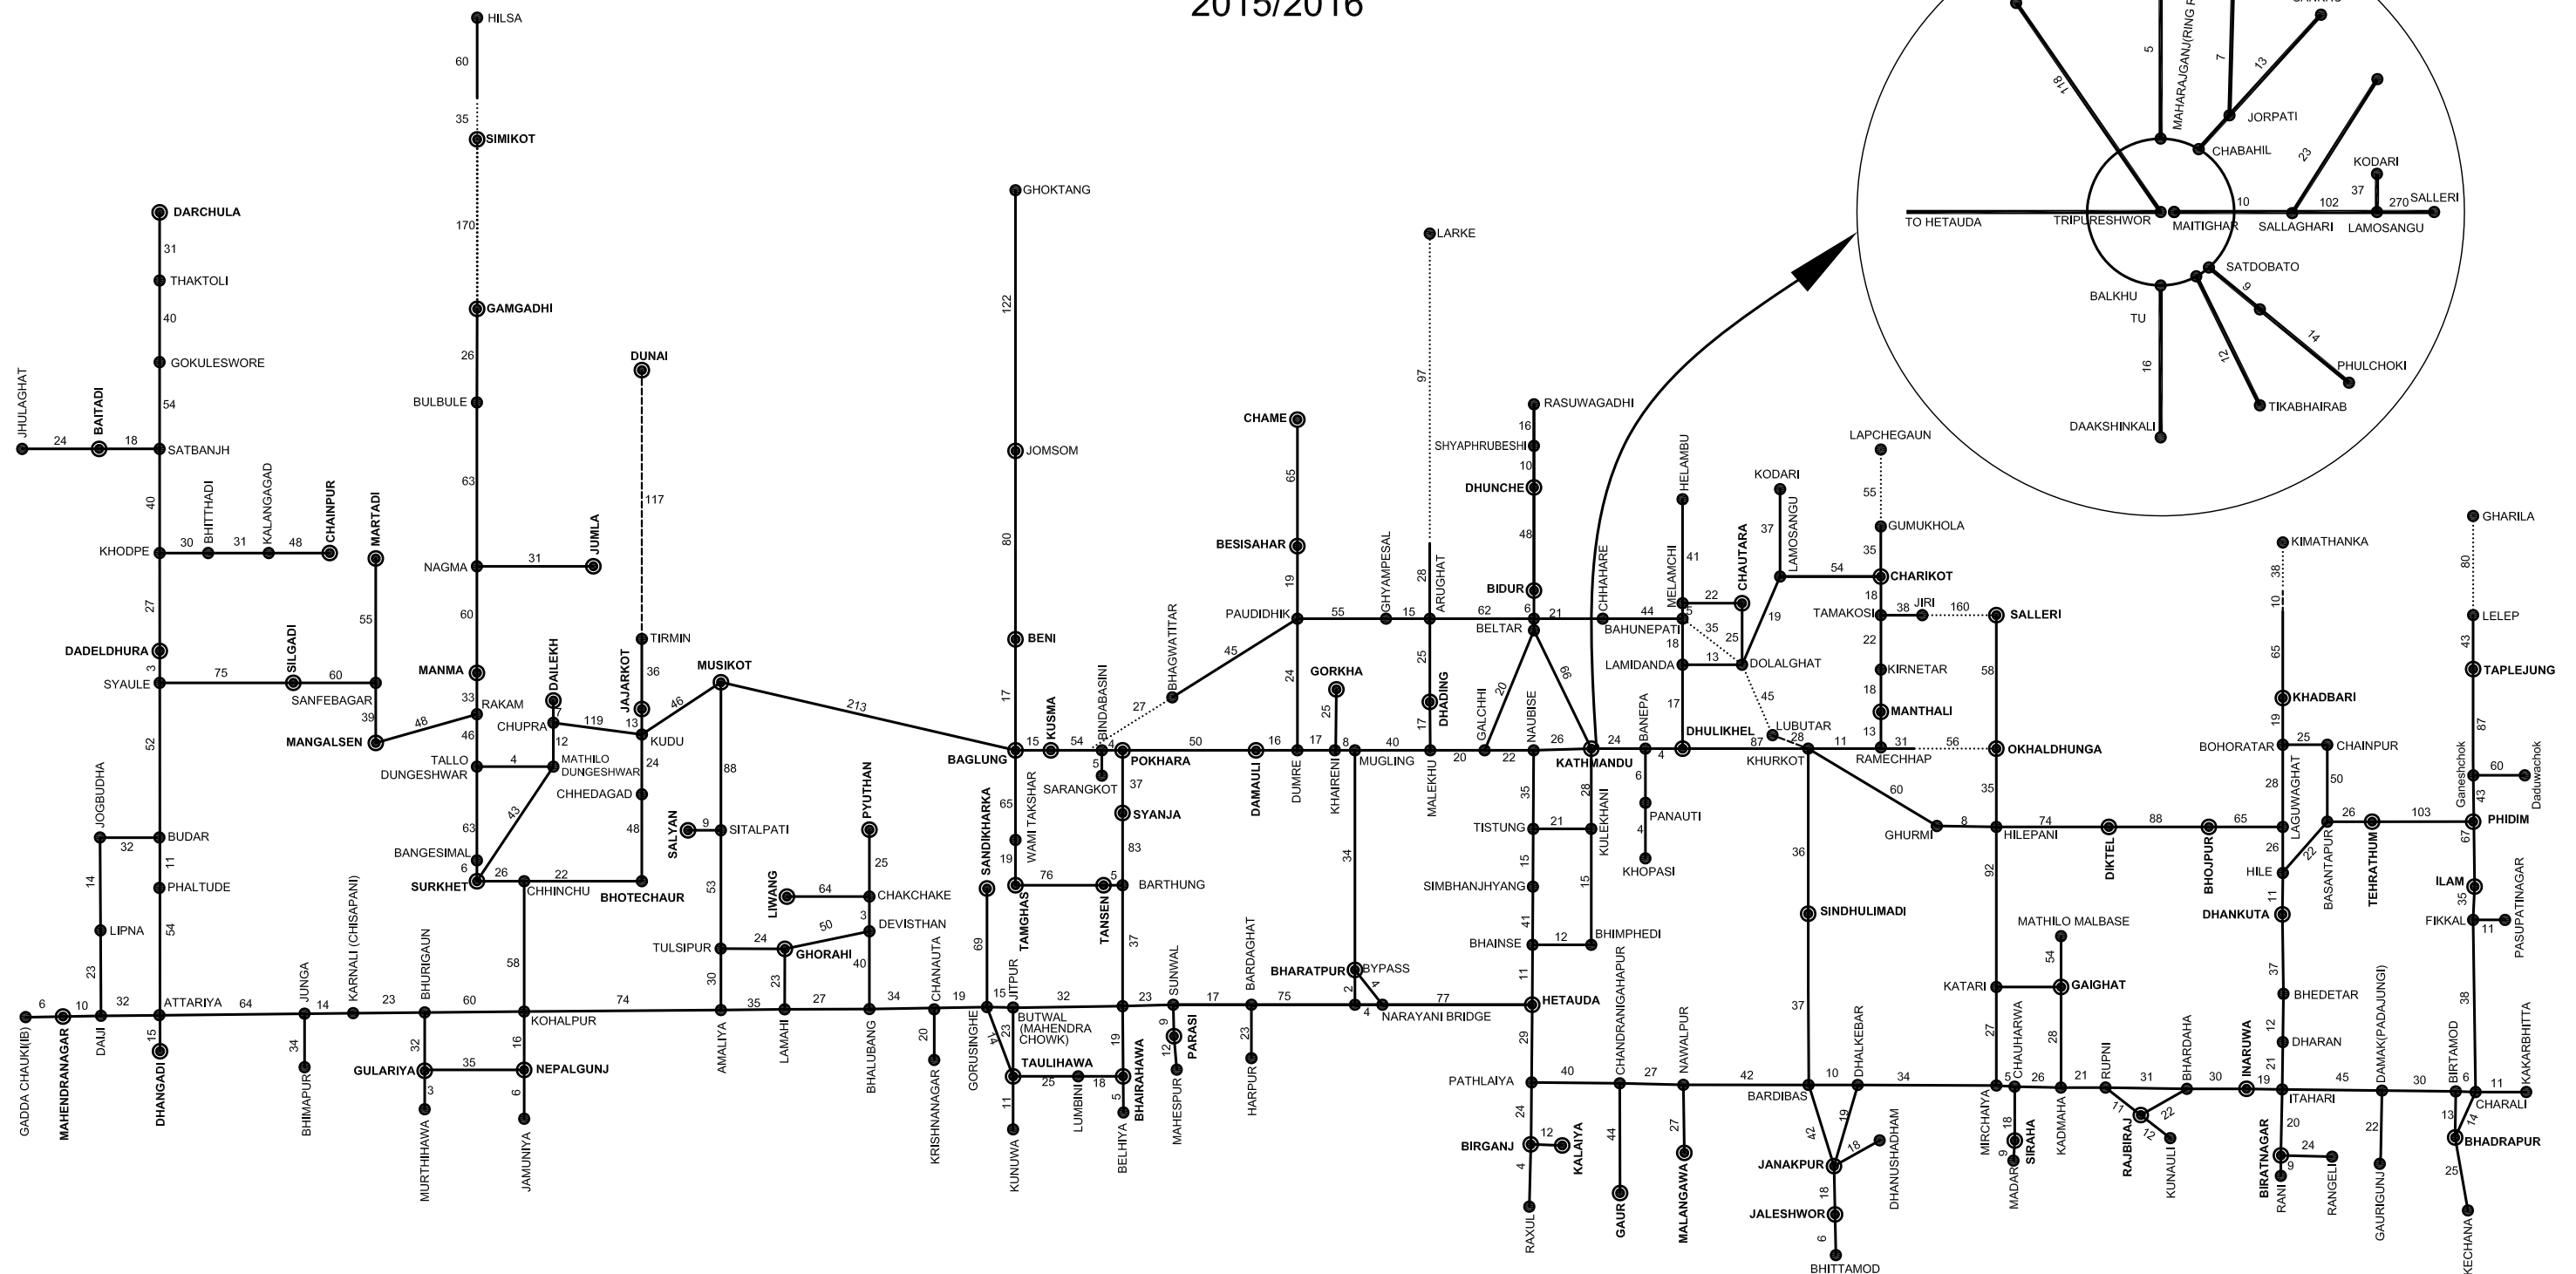 2015/2016
HILSA
60
35
SIMIKOT
170
GAMGADHI
26
BULBULE
63
NAGMA
31
JUMLA
60
MANMA
33
RAKAM
48
46
TALLO
DUNGESHWAR
4
MATHILO
DUNGESHWAR
12
CHUPRA
7
DAILEKH
119
43
63
BANGESIMAL
6
SURKHET
26
CHHINCHU
22
BHOTECHAUR
58
DARCHULA
31
THAKTOLI
40
GOKULESWORE
54
SATBANJH
JHULAGHAT
24
BAITADI
18
40
KHODPE
30
BHITTHADI
31
KALANGAGAD
48
CHAINPUR
27
DADELDHURA
3
SYAULE
75
SILGADI
60
SANFEBAGAR
MARTADI
55
39
MANGALSEN
52
BUDAR
32
JOGBUDHA
14
LIPNA
23
11
PHALTUDE
54
GADDA CHAUKI(IB)
6
MAHENDRANAGAR
10
DAIJI
32
ATTARIYA
15
DHANGADI
64
JUNGA
34
BHIMAPUR
14
KARNALI (CHISAPANI)
23
BHURIGAUN
32
GULARIYA
3
MURTHIHAWA
35
60
KOHALPUR
16
NEPALGUNJ
6
JAMUNIYA
DUNAI
117
TIRMIN
36
JAJARKOT
13
KUDU
46
24
CHHEDAGAD
48
MUSIKOT
213
88
SALYAN
9
SITALPATI
53
TULSIPUR
24
GHORAHI
30
74
AMALIYA
35
LAMAHI
23
50
27
BHALUBANG
40
DEVISTHAN
3
CHAKCHAKE
64
LIWANG
25
PYUTHAN
34
CHANAUTA
20
KRISHNANAGAR
19
GORUSINGHE
69
SANDIKHARKA
14
15
JITPUR
BUTWAL
(MAHENDRA
CHOWK)
23
TAULIHAWA
11
KUNUWA
25
LUMBINI
18
BHAIRAHAWA
5
BELHIYA
19
32
GHOKTANG
122
JOMSOM
80
BENI
17
BAGLUNG
15
KUSMA
54
BINDABASINI
27
BHAGWATITAR
45
4
5
SARANGKOT
POKHARA
65
WAMI TAKSHAR
19
TAMGHAS
76
TANSEN
5
BARTHUNG
37
SYANJA
83
37
23
SUNWAL
9
PARASI
12
MAHESPUR
17
BARDAGHAT
23
HARPUR
75
BHARATPUR
2
BYPASS
4
4
NARAYANI BRIDGE
77
HETAUDA
50
DAMAULI
16
DUMRE
17
KHAIRENI
25
GORKHA
8
MUGLING
34
40
MALEKHU
17
DHADING
25
20
GALCHHI
20
22
NAUBISE
26
KATHMANDU
CHAME
65
BESISAHAR
19
PAUDIDHIK
24
55
GHYAMPESAL
15
ARUGHAT
28
97
LARKE
62
BELTAR
6
BIDUR
48
DHUNCHE
10
SHYAPHRUBESHI
16
RASUWAGADHI
21
CHHAHARE
44
BAHUNEPATI
66
35
TISTUNG
21
28
KULEKHANI
15
SIMBHANJHYANG
15
41
BHAINSE
12
BHIMPHEDI
11
29
PATHLAIYA
24
BIRGANJ
12
KALAIYA
4
RAXUL
40
CHANDRANIGAHAPUR
44
GAUR
27
NAWALPUR
27
MALANGAWA
42
BARDIBAS
HELAMBU
41
MELAMCHI
22
CHAUTARA
5
35
25
18
LAMIDANDA
13
DOLALGHAT
17
24
BANEPA
4
DHULIKHEL
6
PANAUTI
4
KHOPASI
KODARI
37
LAMOSANGU
19
54
45
LUBUTAR
87
28
KHURKOT
11
RAMECHHAP
31
56
OKHALDHUNGA
LAPCHEGAUN
55
GUMUKHOLA
35
CHARIKOT
18
TAMAKOSI
38
JIRI
160
SALLERI
22
KIRNETAR
18
MANTHALI
13
58
35
60
GHURMI
8
HILEPANI
74
DIKTEL
88
BHOJPUR
65
LAGUWAGHAT
36
SINDHULIMADI
37
92
KATARI
27
10
DHALKEBAR
42
19
JANAKPUR
18
DHANUSHADHAM
18
JALESHWOR
6
BHITTAMOD
34
MIRCHAIYA
5
CHAUHARWA
18
SIRAHA
9
MADAR
26
KADMAHA
28
GAIGHAT
54
MATHILO MALBASE
21
RUPNI
11
RAJBIRAJ
12
KUNAULI
22
31
BHARDAHA
30
INARUWA
19
ITAHARI
20
BIRATNAGAR
24
RANGELI
9
RANI
45
DAMAK(PADAJUNGI)
22
GAURIGUNJ
30
BIRTAMOD
6
CHARALI
11
KAKARBHITTA
13
14
BHADRAPUR
25
KECHANA
KIMATHANKA
38
10
65
KHADBARI
19
BOHORATAR
25
CHAINPUR
28
50
26
HILE
22
BASANTAPUR
26
TEHRATHUM
103
PHIDIM
11
DHANKUTA
37
BHEDETAR
12
DHARAN
21
GHARILA
80
LELEP
43
TAPLEJUNG
87
Ganeshchok
60
Daduwachok
43
67
ILAM
35
FIKKAL
11
PASUPATINAGAR
38
118
5
MAHARAJGANJ(RING R
7
13
JORPATI
CHABAHIL
23
KODARI
37
TO HETAUDA
TRIPURESHWOR
MAITIGHAR
10
SALLAGHARI
102
LAMOSANGU
270
SALLERI
SATDOBATO
BALKHU
TU
9
14
PHULCHOKI
12
TIKABHAIRAB
16
DAAKSHINKALI